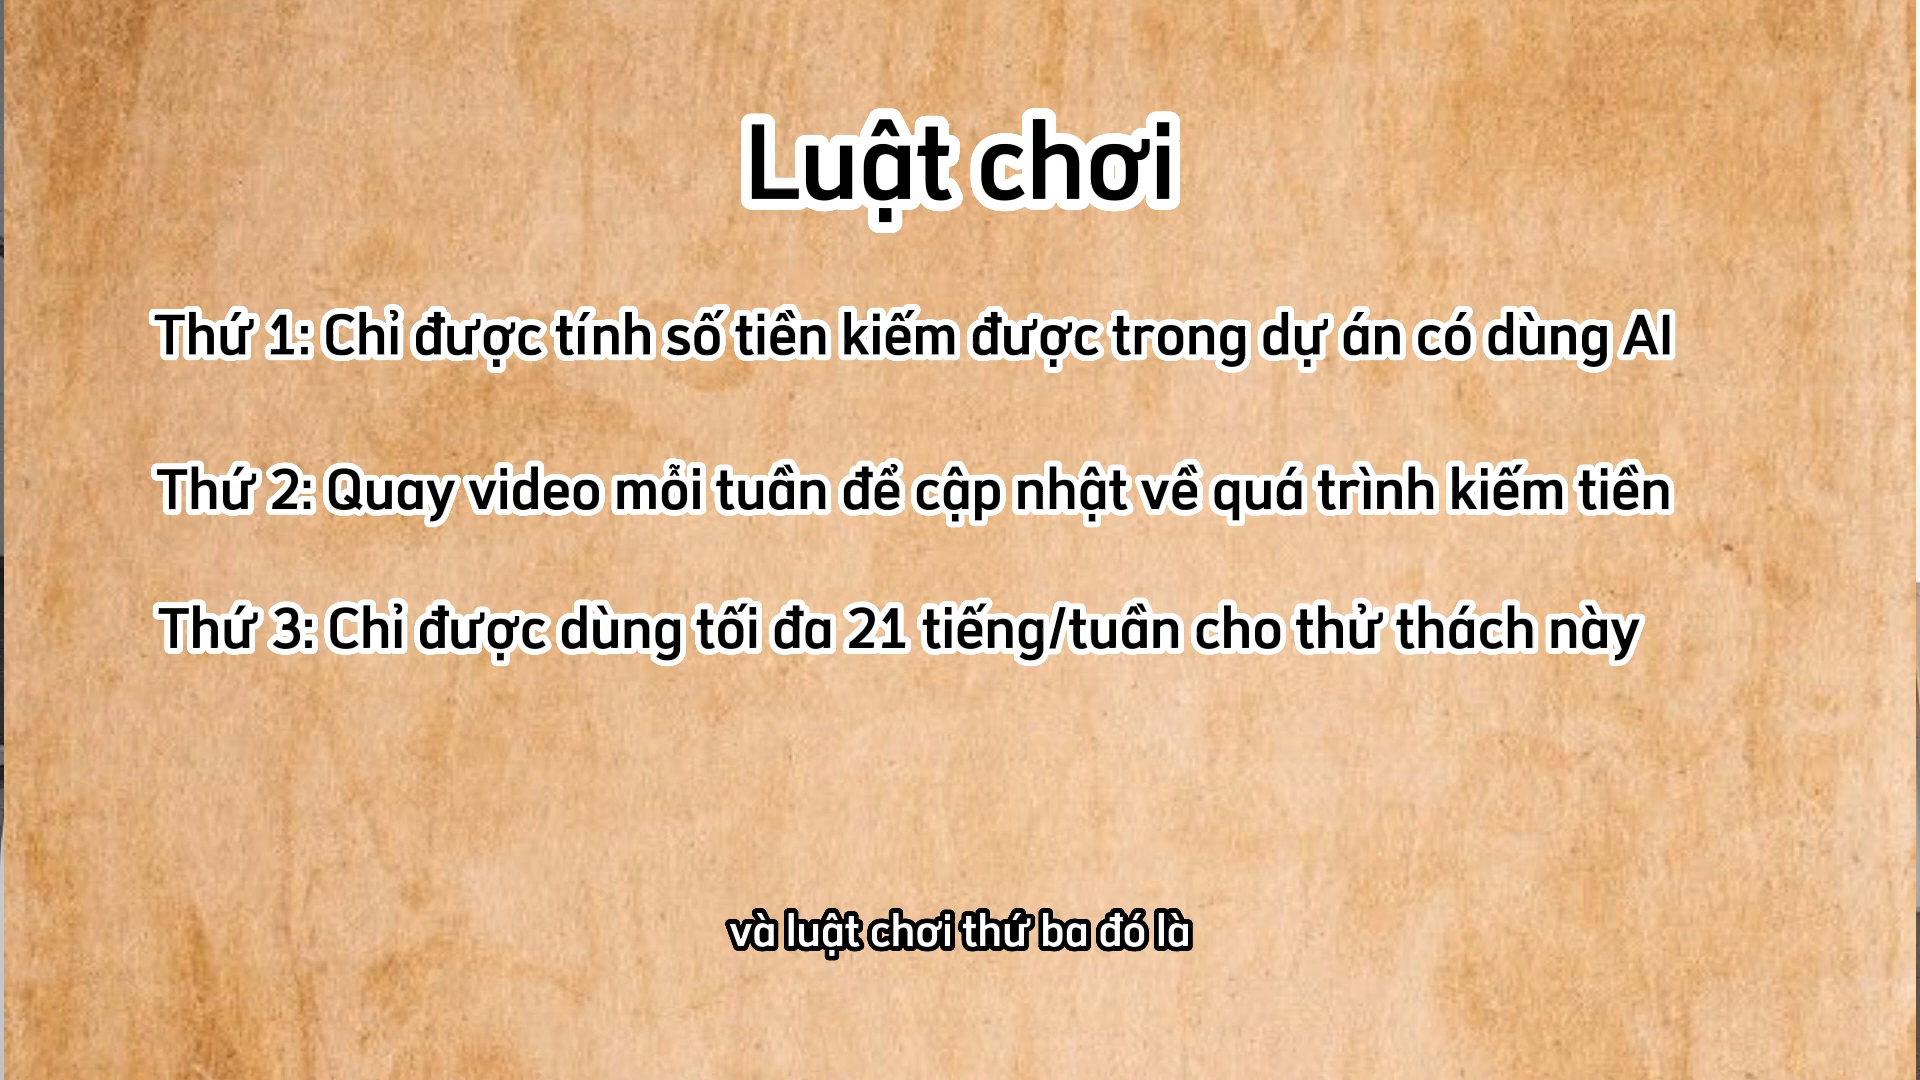 Luật chơi
Thứ 1: Chỉ được tính số tiền kiếm được trong dự án có dùng AI
Thứ 2: Quay video mỗi tuần để cập nhật về quá trình kiếm tiền
Thứ 3: Chỉ được dùng tối đa 21 tiếng/tuần cho thử thách này
và luật chơi thứ ba đó là